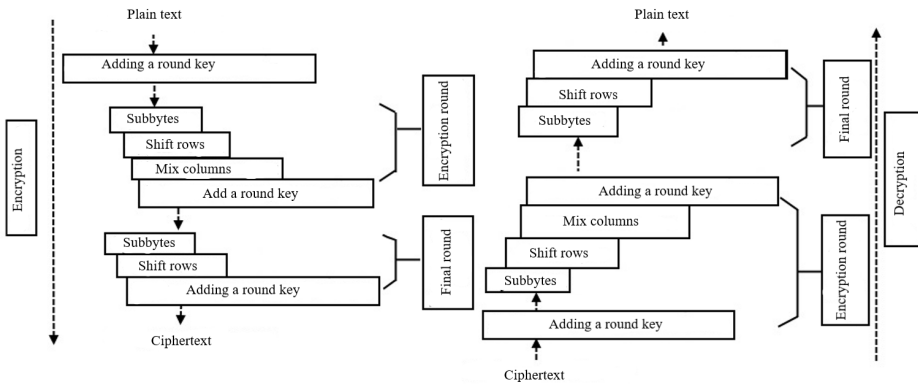 Plain text
Adding a round key
Subbytes
Shift rows
Mix columns
Add a round key
Encryption round
Subbytes
Shift rows
Adding a round key
Final round
Ciphertext
Encryption
Plain text
Adding a round key
Shift rows
Subbytes
Final round
Adding a round key
Mix columns
Shift rows
Subbytes
Adding a round key
Encryption round
Ciphertext
Decryption